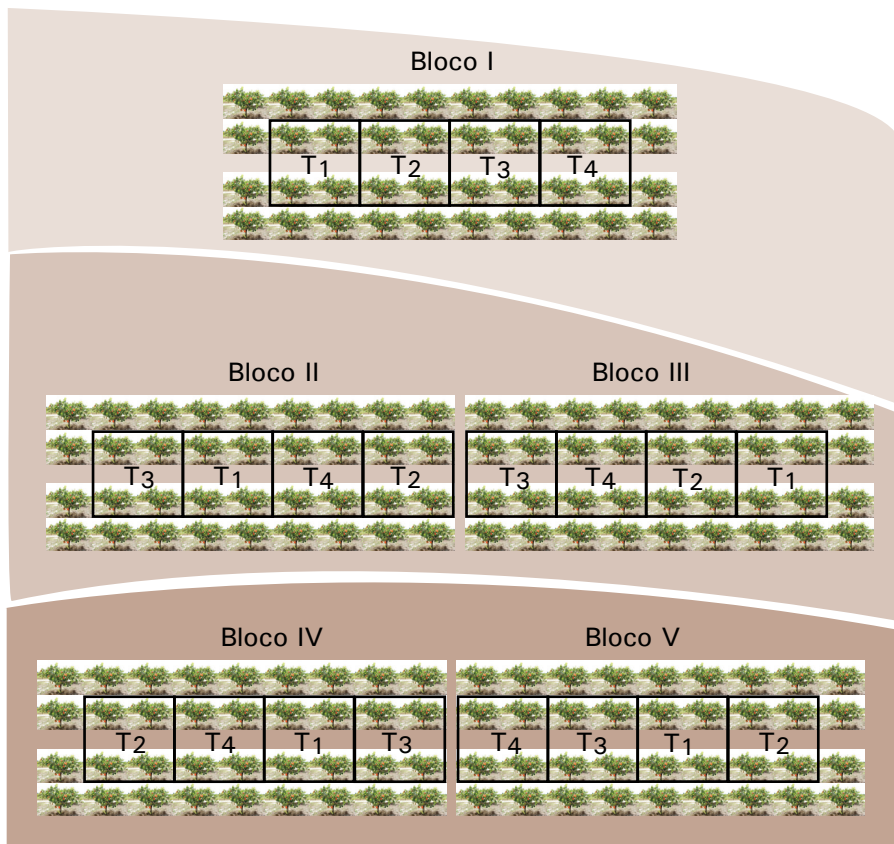 Bloco I
T1 T2 T3 T4
Bloco II Bloco III
T3 T1 T4 T2 T3 T4 T2 T1
Bloco IV Bloco V
T2 T4 T1 T3 T4 T3 T1 T2